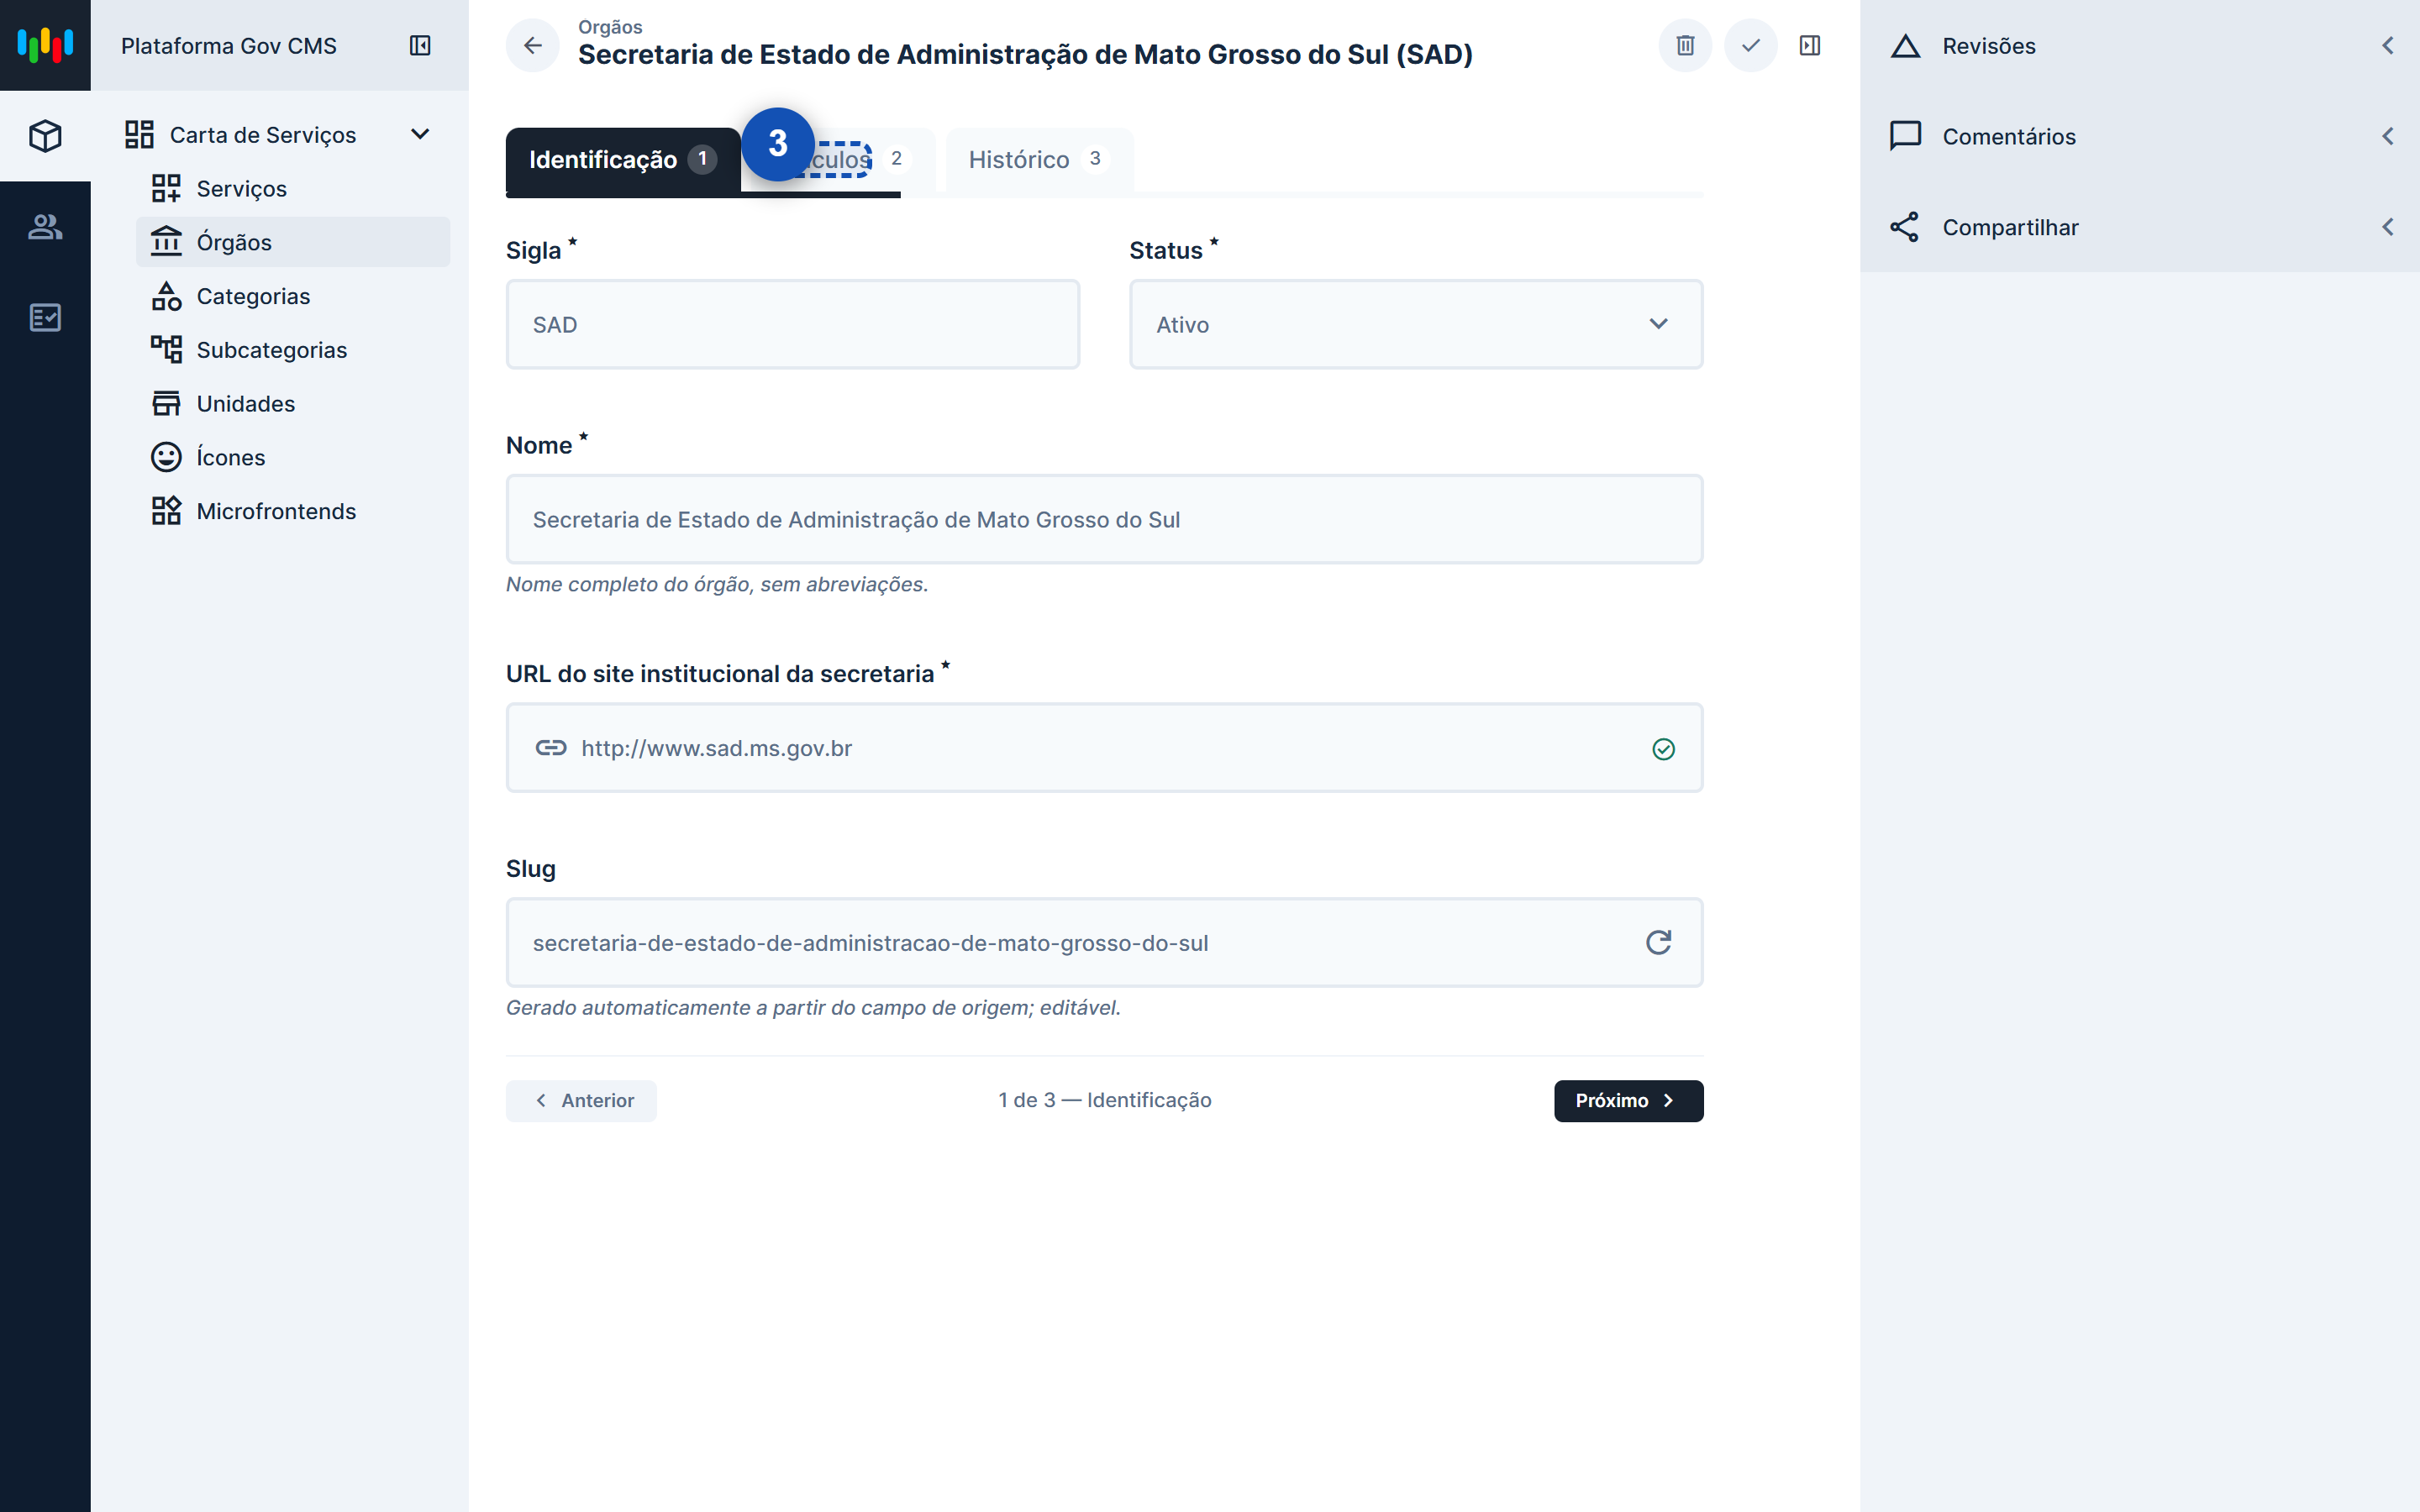 Plataforma Gov CMS
Carta de Serviços
Serviços
Órgãos
Categorias
Subcategorias
Unidades
Ícones
Microfrontends
Orgãos
Secretaria de Estado de Administração de Mato Grosso do Sul (SAD)
Identificação 1
3
culos 2
Histórico 3
Sigla *
SAD
Status *
Ativo
Nome *
Secretaria de Estado de Administração de Mato Grosso do Sul
Nome completo do órgão, sem abreviações.
URL do site institucional da secretaria *
http://www.sad.ms.gov.br
Slug
secretaria-de-estado-de-administracao-de-mato-grosso-do-sul
Gerado automaticamente a partir do campo de origem; editável.
Anterior
1 de 3 — Identificação
Próximo
Revisões
Comentários
Compartilhar